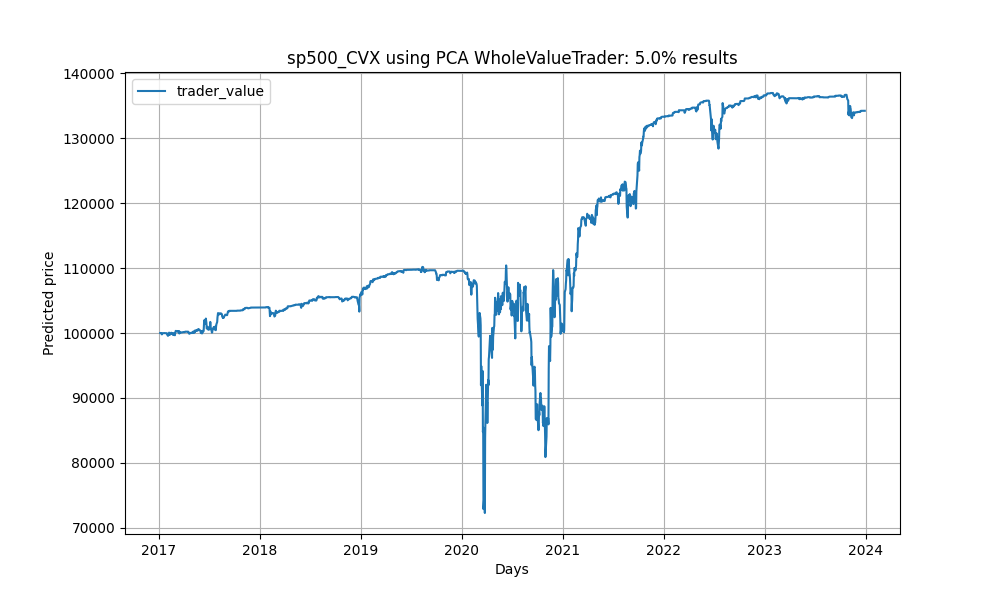 sp500_CVX using PCA WholeValueTrader: 5.0% results
trader_value
140000
130000
120000
110000
100000
90000
80000
70000
Predicted price
2017 2018 2019 2020 2021 2022 2023 2024
Days